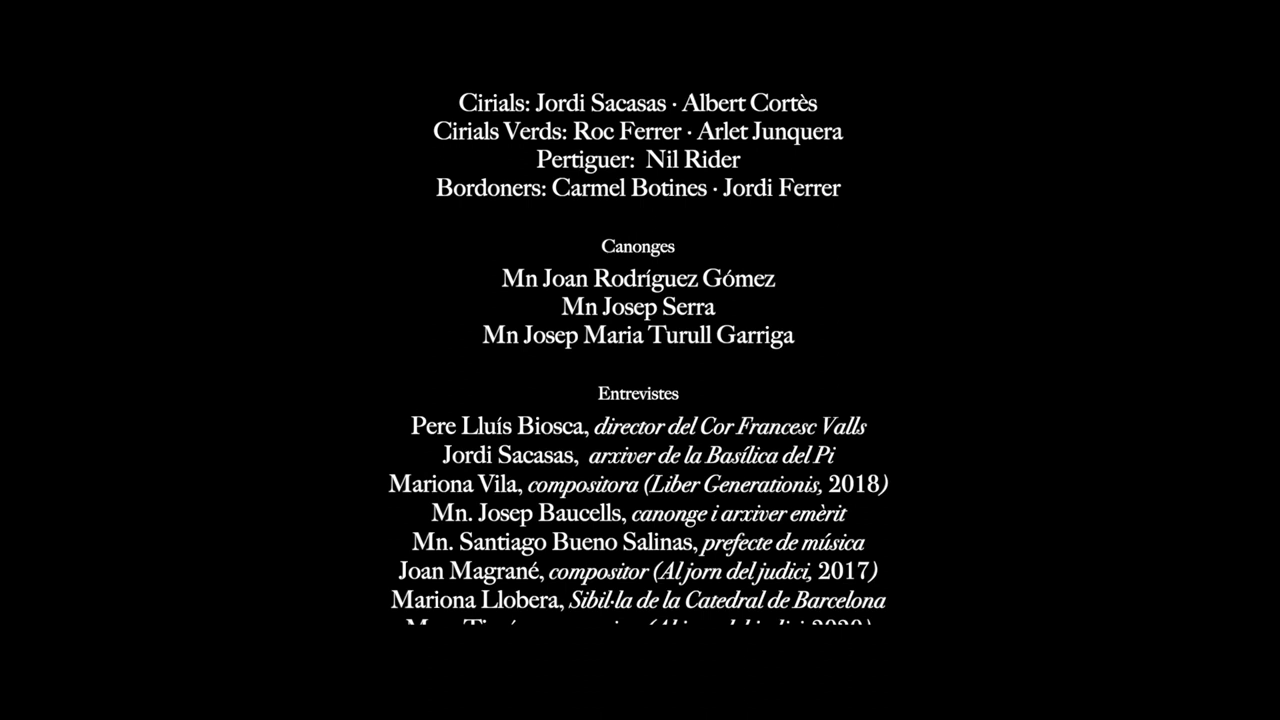 Cirials: Jordi Sacasas · Albert Cortès
Cirials Verds: Roc Ferrer · Arlet Junquera
Pertiguer: Nil Rider
Bordoners: Carmel Botines · Jordi Ferrer
Canonges
Mn Joan Rodríguez Gómez
Mn Josep Serra
Mn Josep Maria Turull Garriga
Entrevistes
Pere Lluís Biosca, director del Cor Francesc Valls
Jordi Sacasas, arxiver de la Basílica del Pi
Mariona Vila, compositora (Liber Generationis, 2018)
Mn. Josep Baucells, canonge i arxiver emèrit
Mn. Santiago Bueno Salinas, prefecte de música
Joan Magrané, compositor (Al jorn del judici, 2017)
Mariona Llobera, Sibil·la de la Catedral de Barcelona